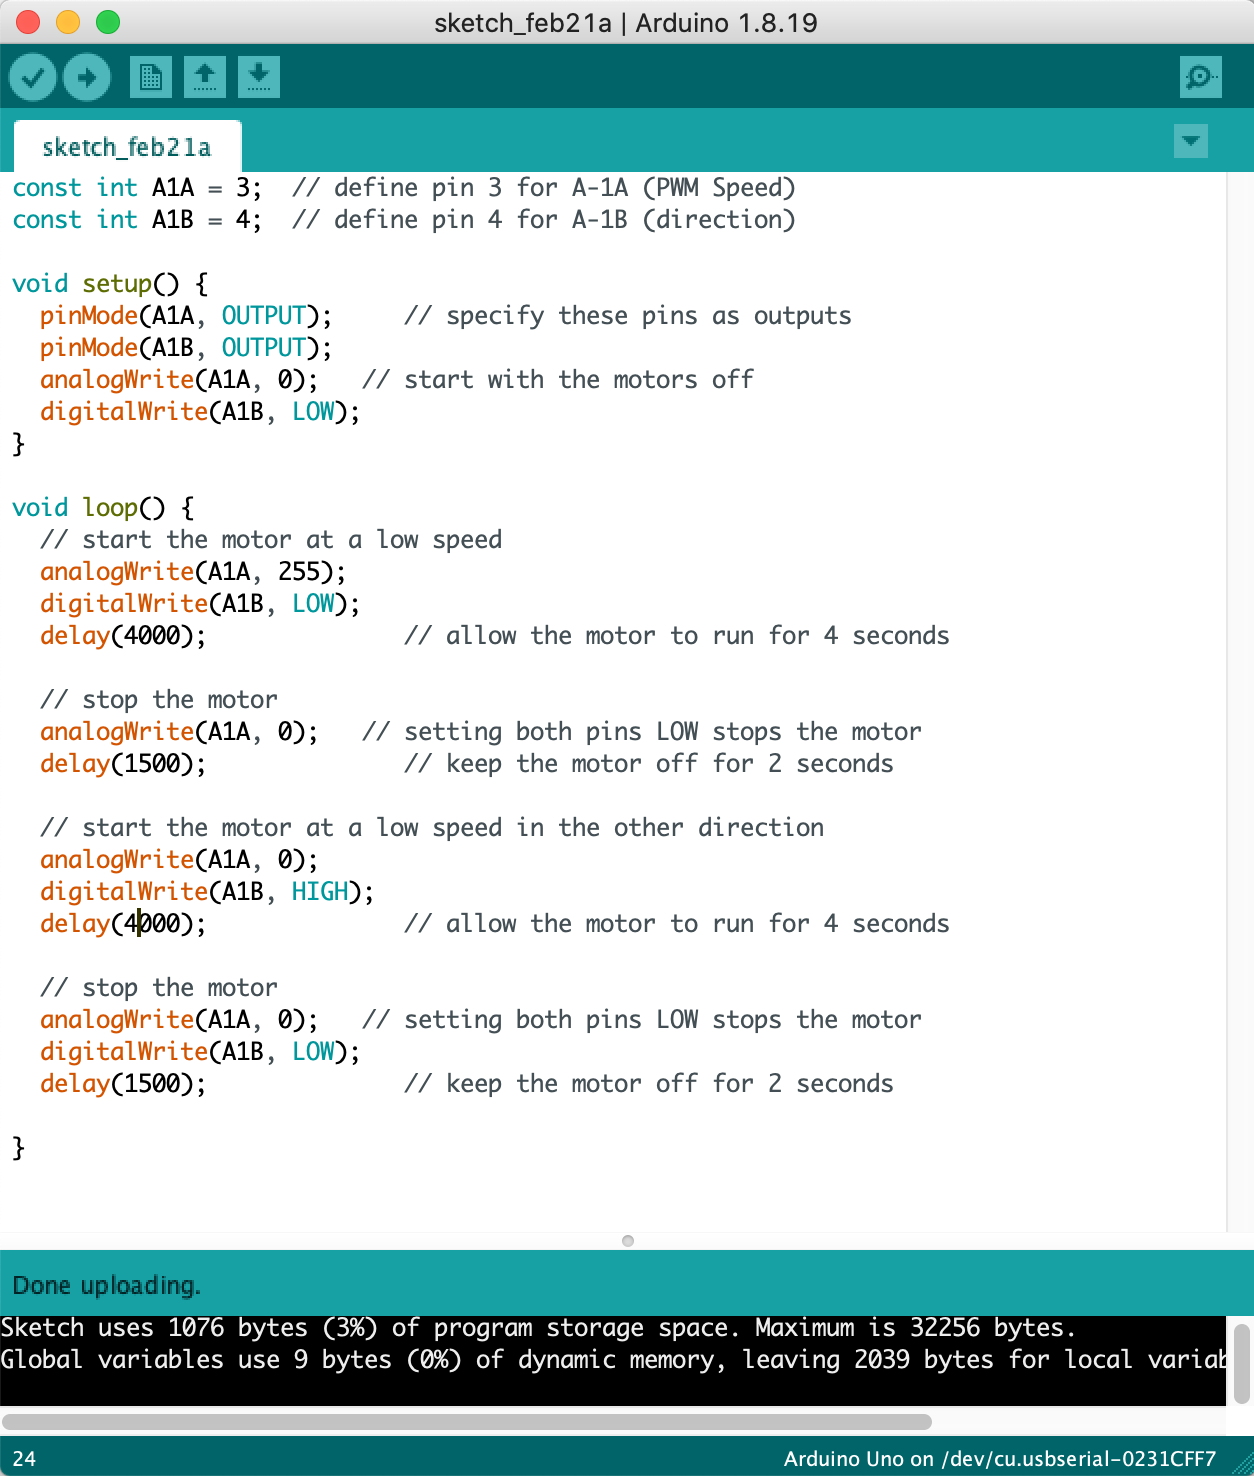 sketch_feb21a | Arduino 1.8.19
sketch_feb21a
const int A1A = 3;  // define pin 3 for A-1A (PWM Speed)
const int A1B = 4;  // define pin 4 for A-1B (direction)
void setup() {
  pinMode(A1A, OUTPUT);     // specify these pins as outputs
  pinMode(A1B, OUTPUT);
  analogWrite(A1A, 0);   // start with the motors off
  digitalWrite(A1B, LOW);
}
void loop() {
  // start the motor at a low speed
  analogWrite(A1A, 255);
  digitalWrite(A1B, LOW);
  delay(4000);              // allow the motor to run for 4 seconds
  // stop the motor
  analogWrite(A1A, 0);   // setting both pins LOW stops the motor
  delay(1500);              // keep the motor off for 2 seconds
  // start the motor at a low speed in the other direction
  analogWrite(A1A, 0);
  digitalWrite(A1B, HIGH);
  delay(4000);              // allow the motor to run for 4 seconds
  // stop the motor
  analogWrite(A1A, 0);   // setting both pins LOW stops the motor
  digitalWrite(A1B, LOW);
  delay(1500);              // keep the motor off for 2 seconds
}
Done uploading.
Sketch uses 1076 bytes (3%) of program storage space. Maximum is 32256 bytes.
Global variables use 9 bytes (0%) of dynamic memory, leaving 2039 bytes for local variab
24
Arduino Uno on /dev/cu.usbserial-0231CFF7